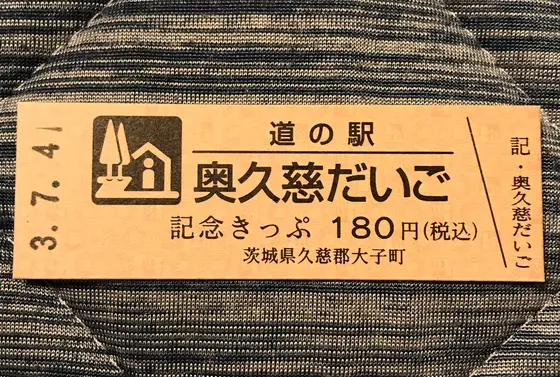 3.7.4
道の駅
奥久慈だいご
記念きっぷ 180円(税込)
茨城県久慈郡大子町
記・奥久慈だいご